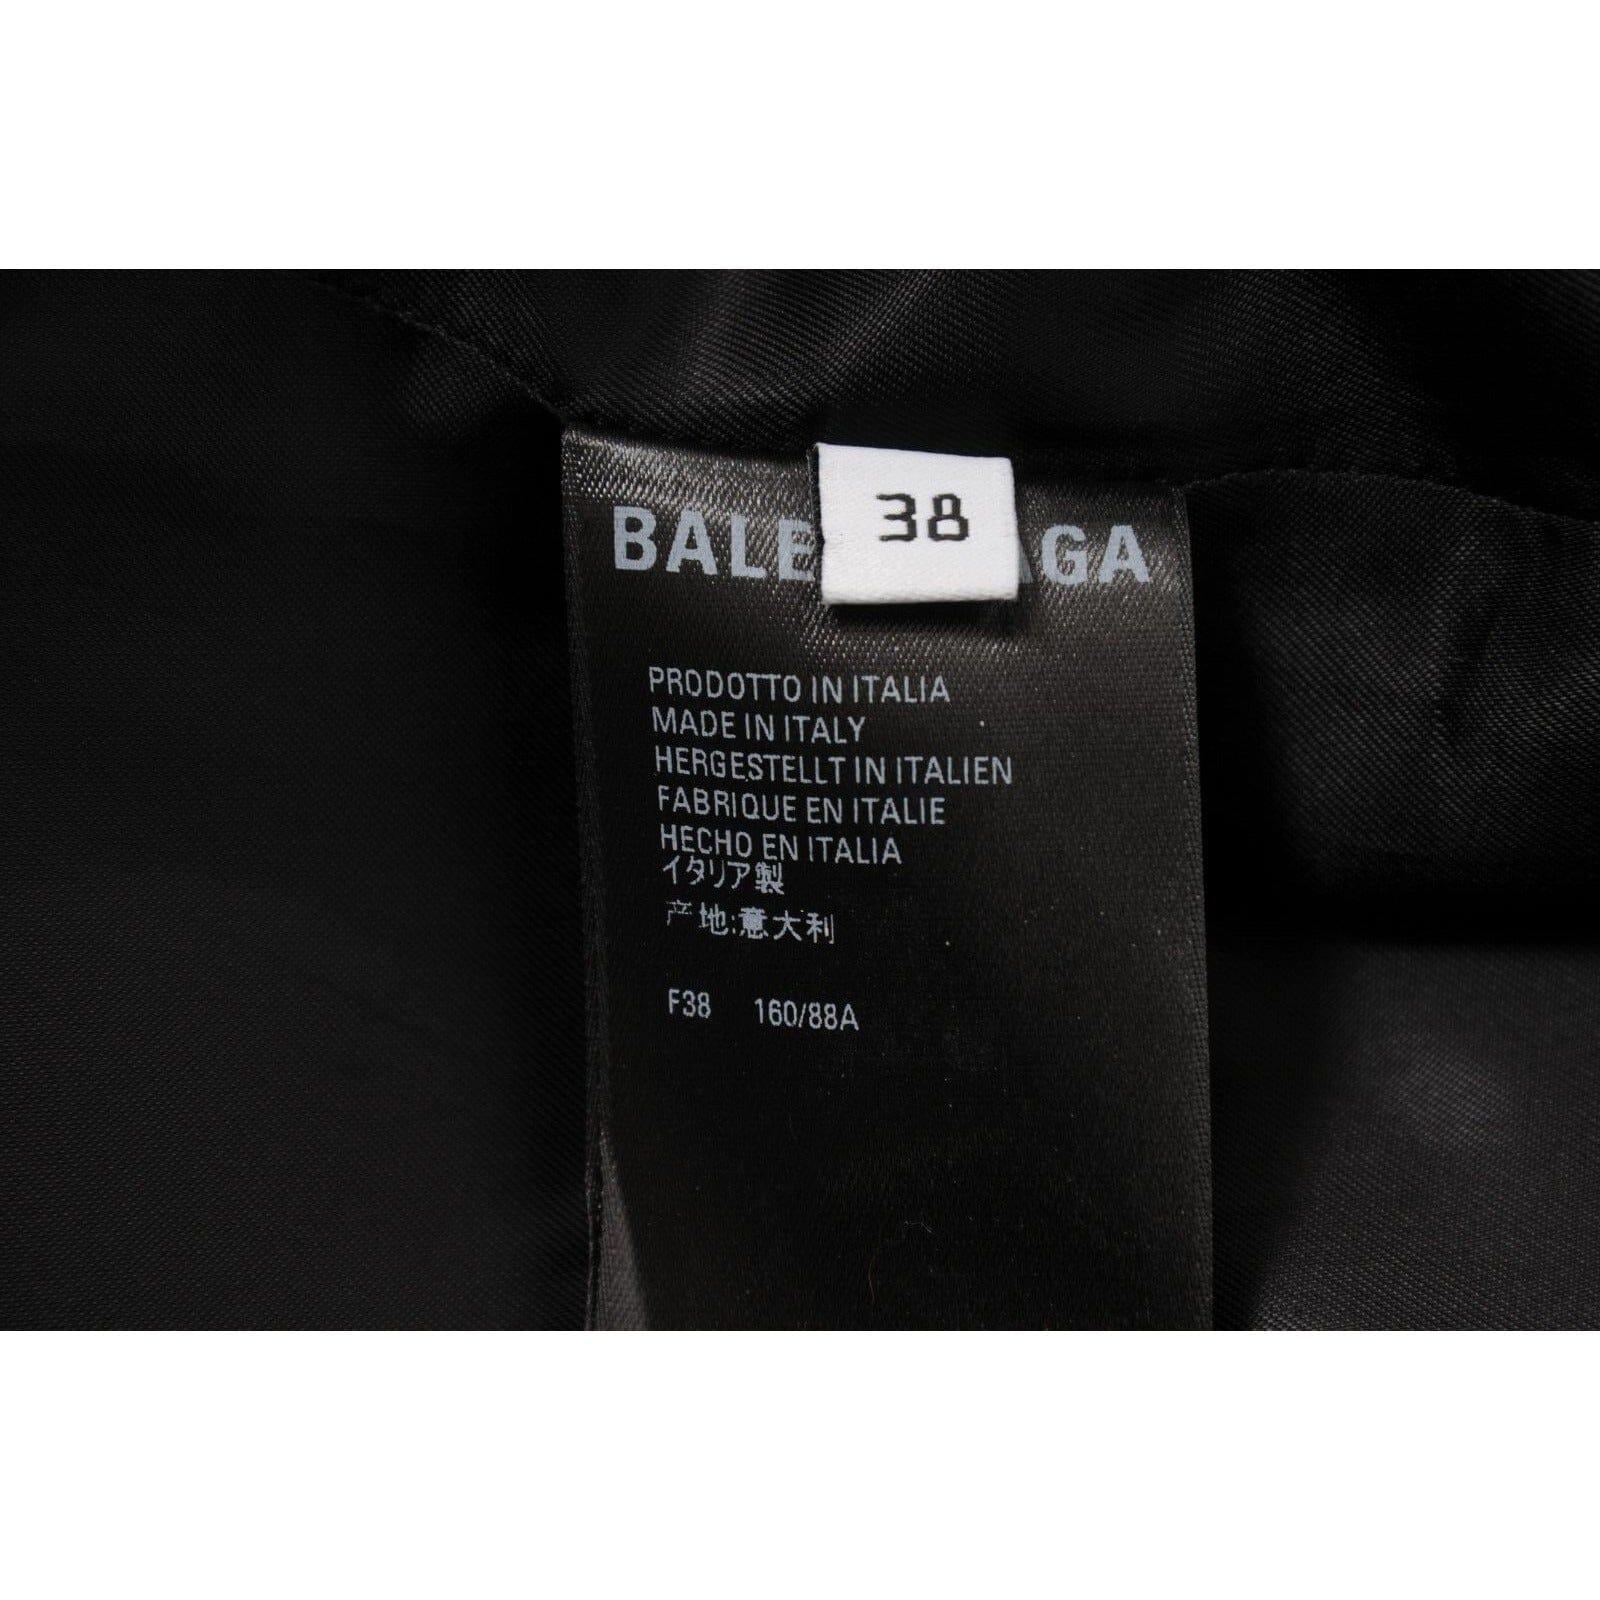 38
BALE AGA
PRODOTTO IN ITALIA
MADE IN ITALY
HERGESTELLT IN ITALIEN
FABRIQUE EN ITALIE
HECHO EN ITALIA
イタリア製
产地:意大利
F38 160/88A